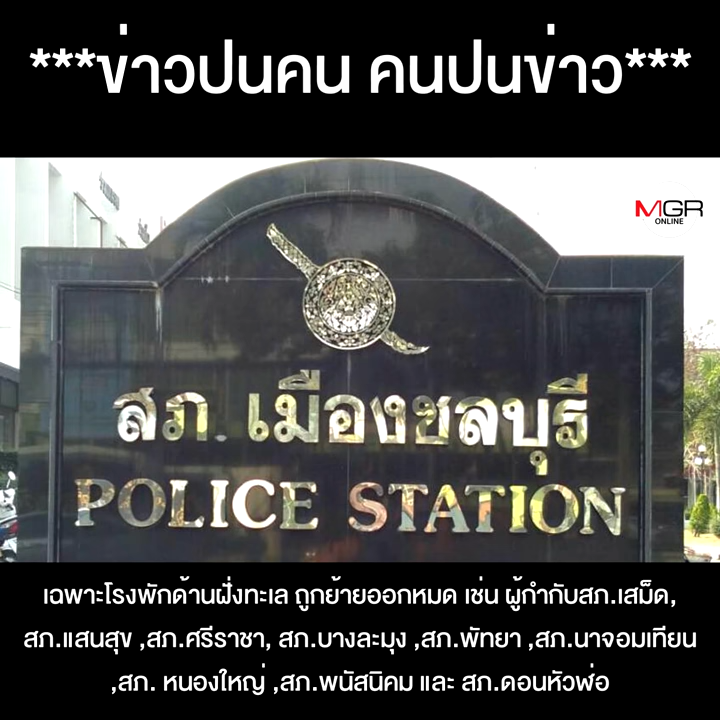 ***ข่าวปนคน คนปนข่าว***
MGR
ONLINE
สภ. เมืองชลบุรี
POLICE STATION
เฉพาะโรงพักด้านฝั่งทะเล ถูกย้ายออกหมด เช่น ผู้กำกับสภ.เสม็ด,
สภ.แสนสุข ,สภ.ศรีราชา, สภ.บางละมุง ,สภ.พัทยา ,สภ.นาจอมเทียน
,สภ. หนองใหญ่ ,สภ.พนัสนิคม และ สภ.ดอนหัวฬ่อ